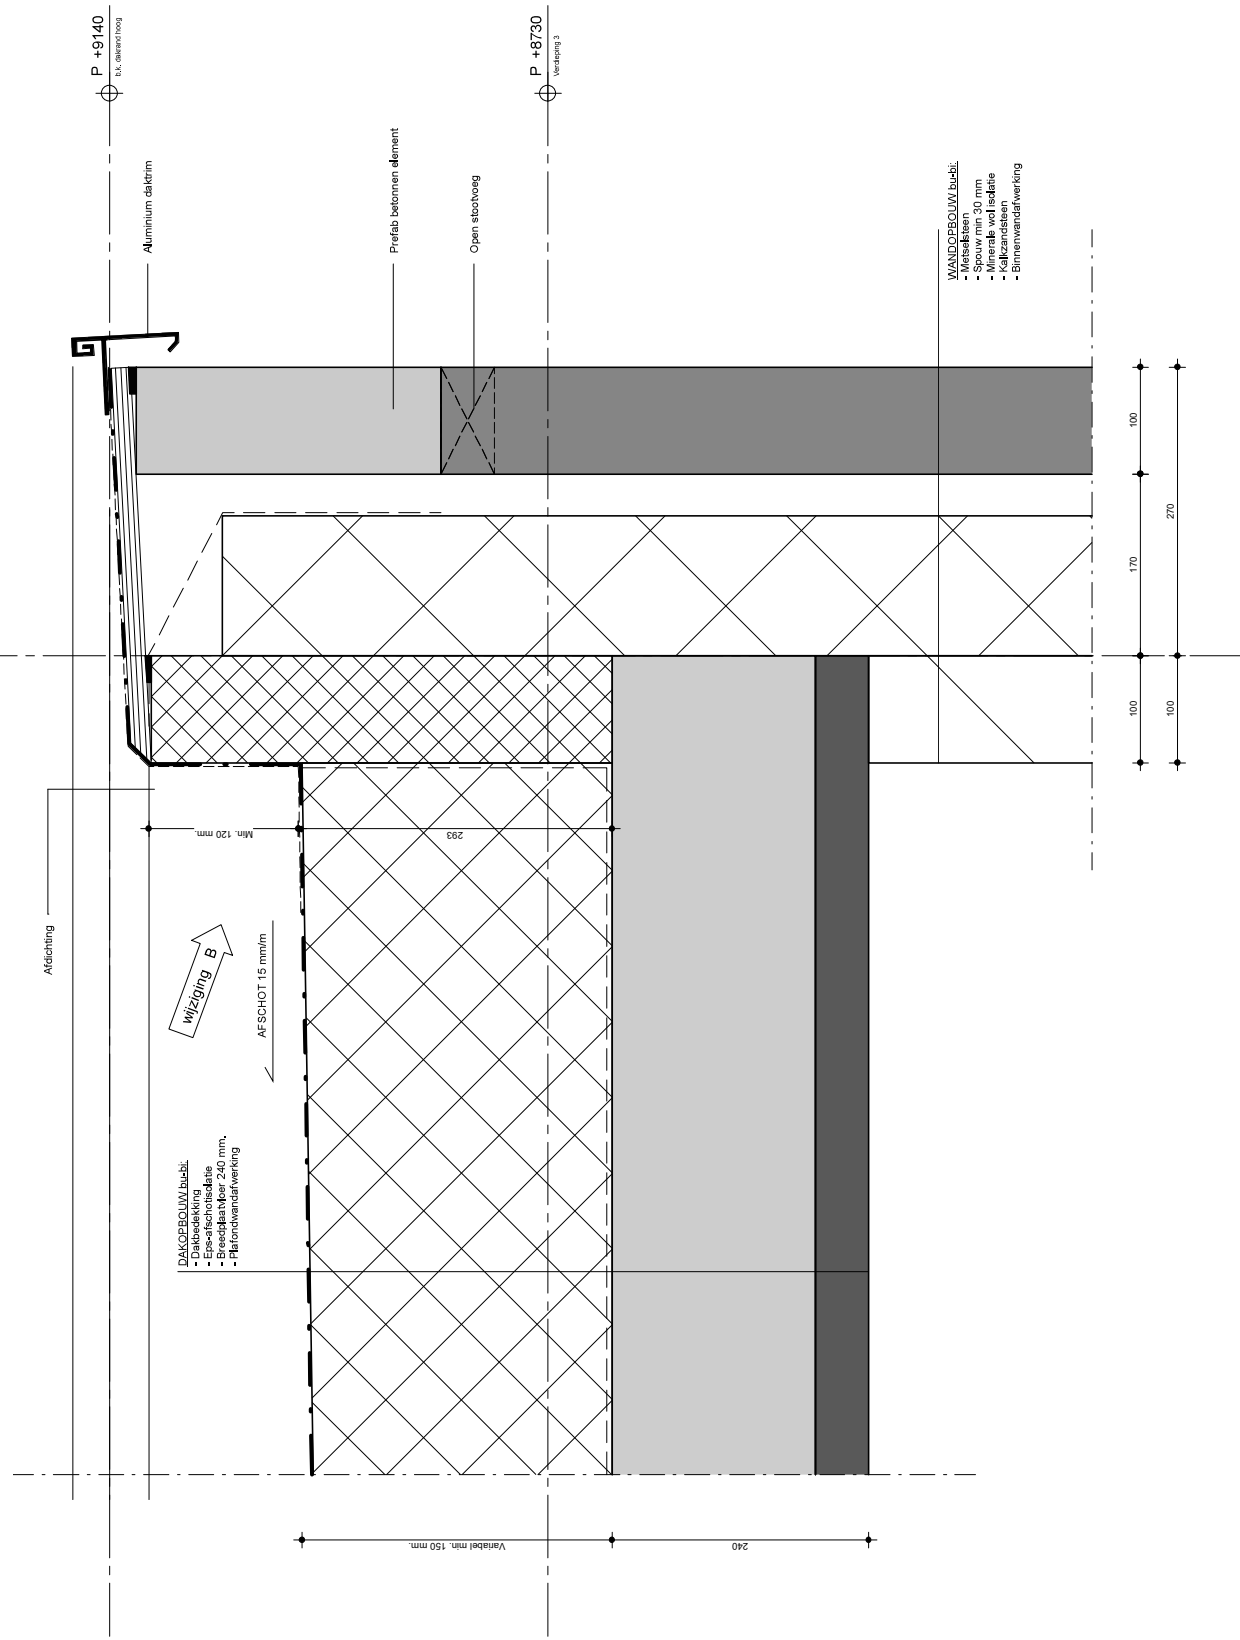 P +9140
b.k. dakrand hoog
P +8730
Verdieping 3
Aluminium daktrim
Prefab betonnen element
Open stootvoeg
WANDOPBOUW bu-bi:
- Metselsteen
- Spouw min 30 mm
- Minerale wol isolatie
- Kalkzandsteen
- Binnenwandafwerking
100
170
100
270
100
Min. 120 mm.
293
Afdichting
wijziging B
AFSCHOT 15 mm/m
DAKOPBOUW bu-bi:
- Dakbedekking
- Eps-afschotisolatie
- Breedplaatvloer 240 mm.
- Plafondwandafwerking
Variabel min. 150 mm.
240